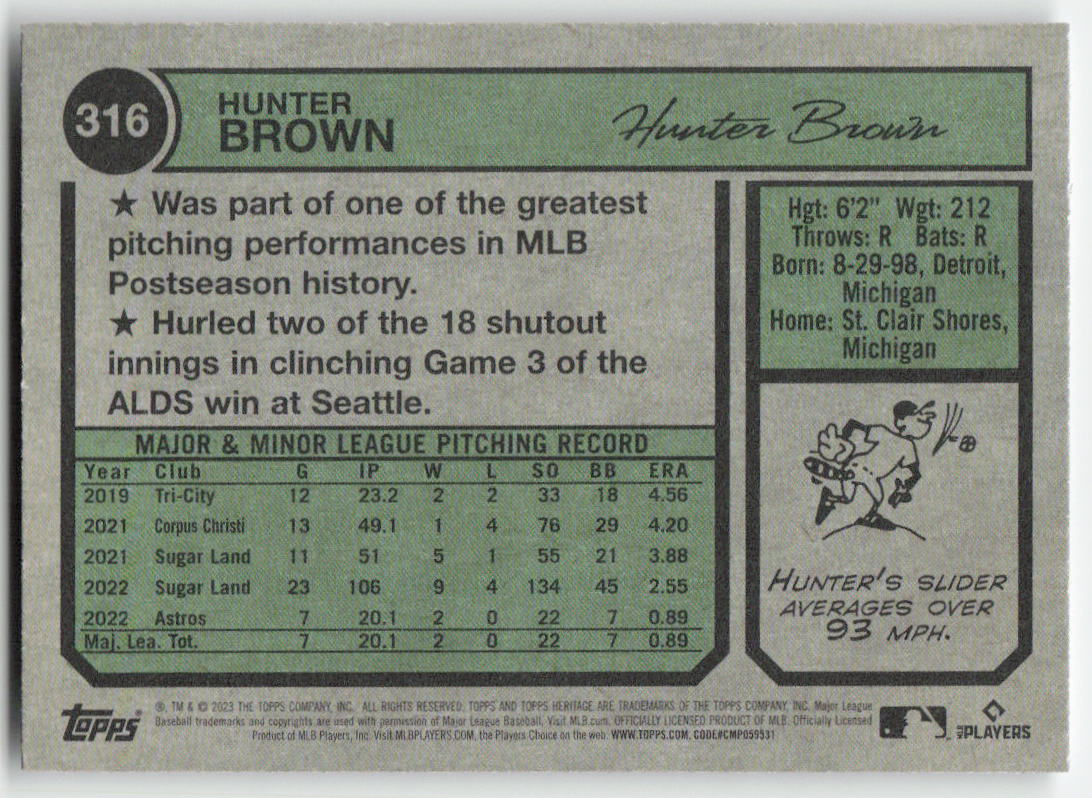 316
HUNTER
BROWN
Hunter Brown
★ Was part of one of the greatest
pitching performances in MLB
Postseason history.
★ Hurled two of the 18 shutout
innings in clinching Game 3 of the
ALDS win at Seattle.
Hgt: 6'2" Wgt: 212
Throws: R Bats: R
Born: 8-29-98, Detroit,
Michigan
Home: St. Clair Shores,
Michigan
MAJOR & MINOR LEAGUE PITCHING RECORD
Year Club G IP W L SO BB ERA
2019 Tri-City 12 23.2 2 2 33 18 4.56
2021 Corpus Christi 13 49.1 1 4 76 29 4.20
2021 Sugar Land 11 51 5 1 55 21 3.88
2022 Sugar Land 23 106 9 4 134 45 2.55
2022 Astros 7 20.1 2 0 22 7 0.89
Maj. Lea. Tot. 7 20.1 2 0 22 7 0.89
HUNTER'S SLIDER
AVERAGES OVER
93 MPH.
Topps
®, TM & © 2023 THE TOPPS COMPANY, INC. ALL RIGHTS RESERVED. TOPPS AND TOPPS HERITAGE ARE TRADEMARKS OF THE TOPPS COMPANY, INC. Major League
Baseball trademarks and copyrights are used with permission of Major League Baseball. Visit MLB.com. OFFICIALLY LICENSED PRODUCT OF MLB. Officially Licensed
Product of MLB Players, Inc. Visit MLBPLAYERS.COM, the Players Choice on the web. WWW.TOPPS.COM. CODE#CMP059531
MLB PLAYERS